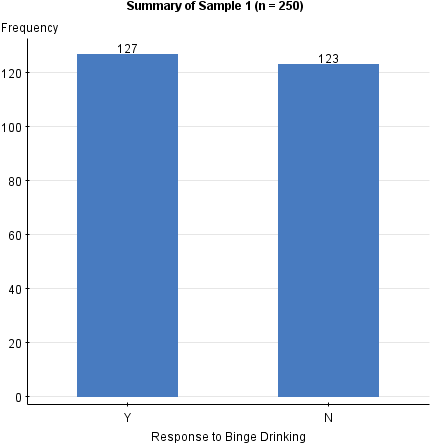 Summary of Sample 1 (n = 250)
Frequency
127
123
120
100
80
60
40
20
0
Y
N
Response to Binge Drinking